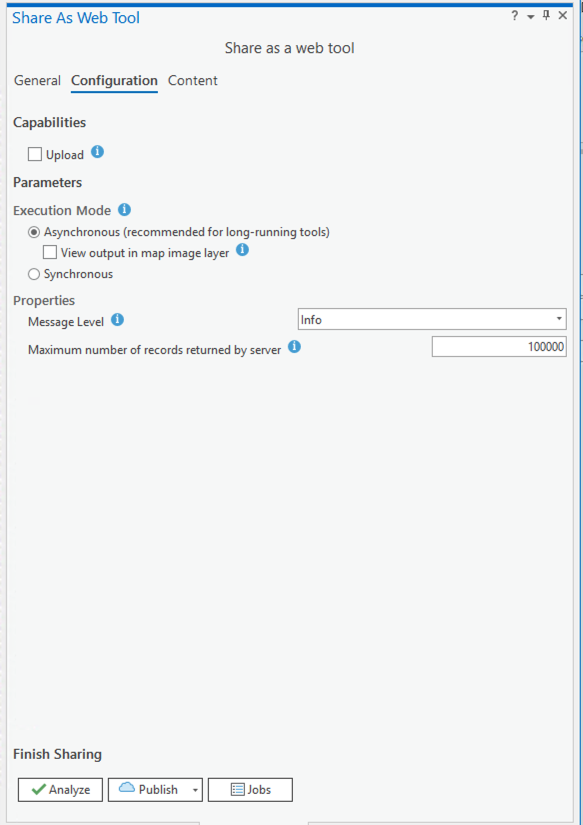 Share As Web Tool
Share as a web tool
General Configuration Content
Capabilities
Upload
Parameters
Execution Mode
Asynchronous (recommended for long-running tools)
View output in map image layer
Synchronous
Properties
Message Level Info
Maximum number of records returned by server 100000
Finish Sharing
Analyze Publish Jobs